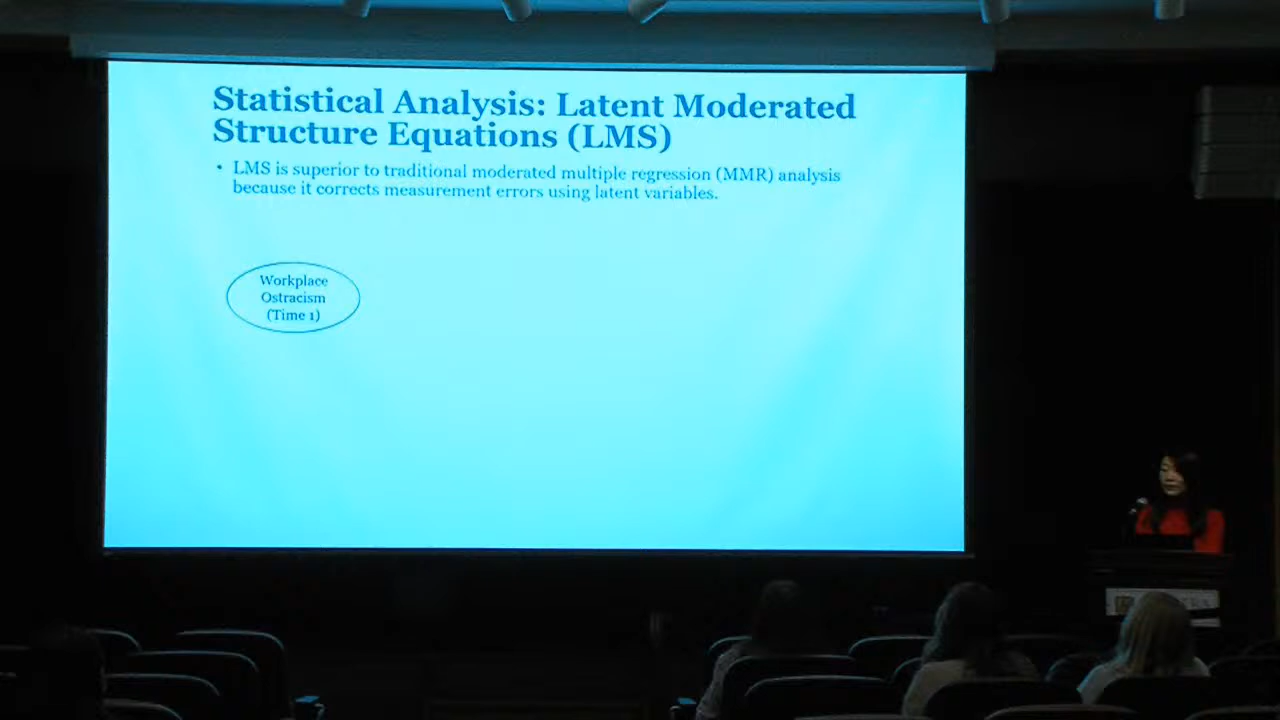 Statistical Analysis: Latent Moderated
Structure Equations (LMS)
• LMS is superior to traditional moderated multiple regression (MMR) analysis
because it corrects measurement errors using latent variables.
Workplace
Ostracism
(Time 1)